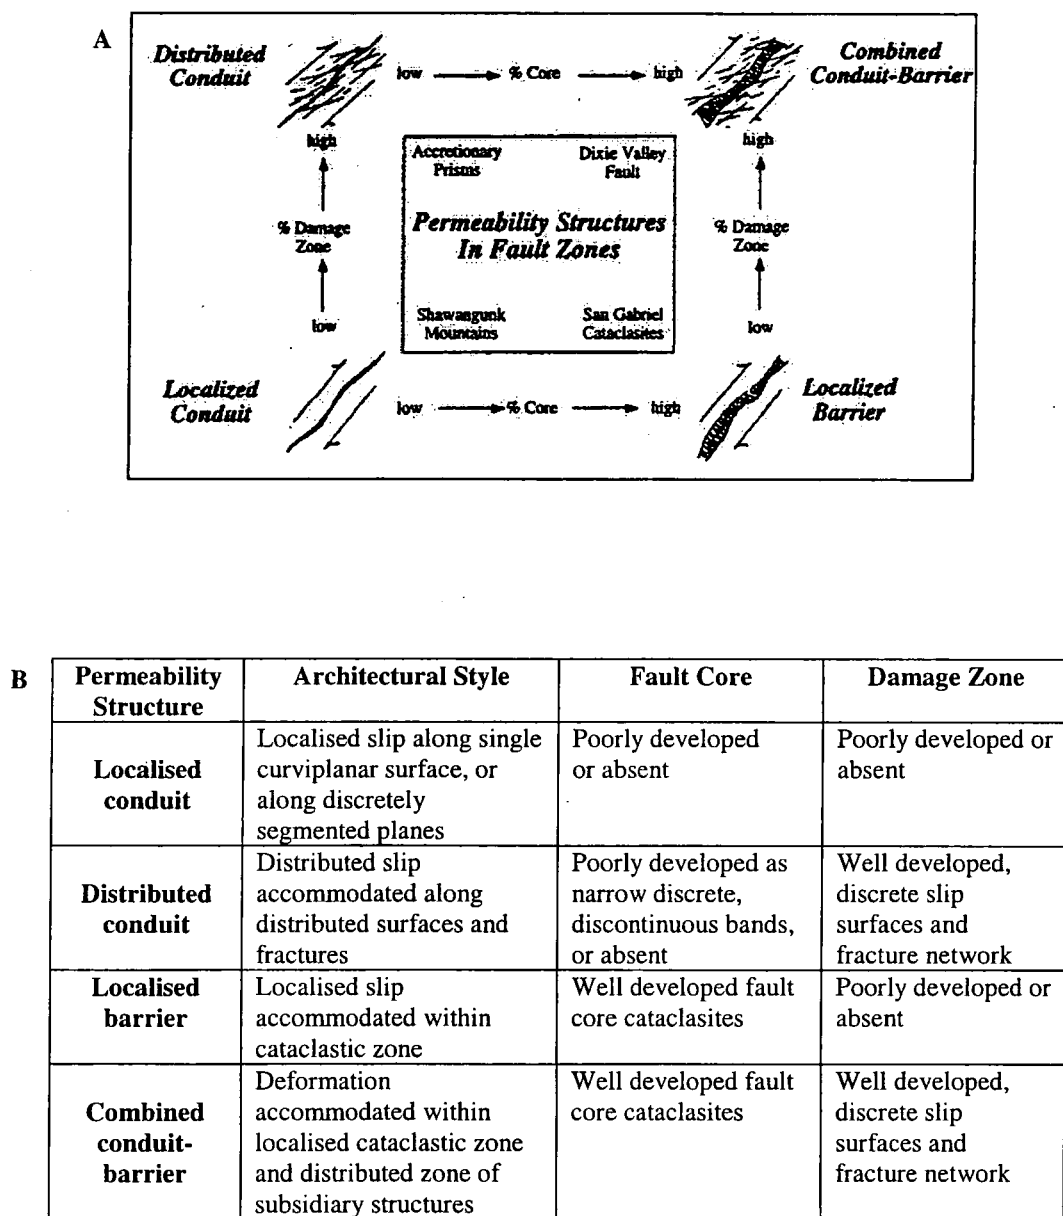 A
Distributed
Conduit
low % Core high
Combined
Conduit-Barrier
high
high
Accretionary
Prisms
Dixie Valley
Fault
% Damage
Zone
Permeability Structures
In Fault Zones
% Damage
Zone
low
Shawangunk
Mountains
San Gabriel
Cataclasites
low
Localized
Conduit
low % Core high
Localized
Barrier
B
Permeability
Structure
Architectural Style
Fault Core
Damage Zone
Localised
conduit
Localised slip along single
curviplanar surface, or
along discretely
segmented planes
Poorly developed
or absent
Poorly developed or
absent
Distributed
conduit
Distributed slip
accommodated along
distributed surfaces and
fractures
Poorly developed as
narrow discrete,
discontinuous bands,
or absent
Well developed,
discrete slip
surfaces and
fracture network
Localised
barrier
Localised slip
accommodated within
cataclastic zone
Well developed fault
core cataclasites
Poorly developed or
absent
Combined
conduit-
barrier
Deformation
accommodated within
localised cataclastic zone
and distributed zone of
subsidiary structures
Well developed fault
core cataclasites
Well developed,
discrete slip
surfaces and
fracture network